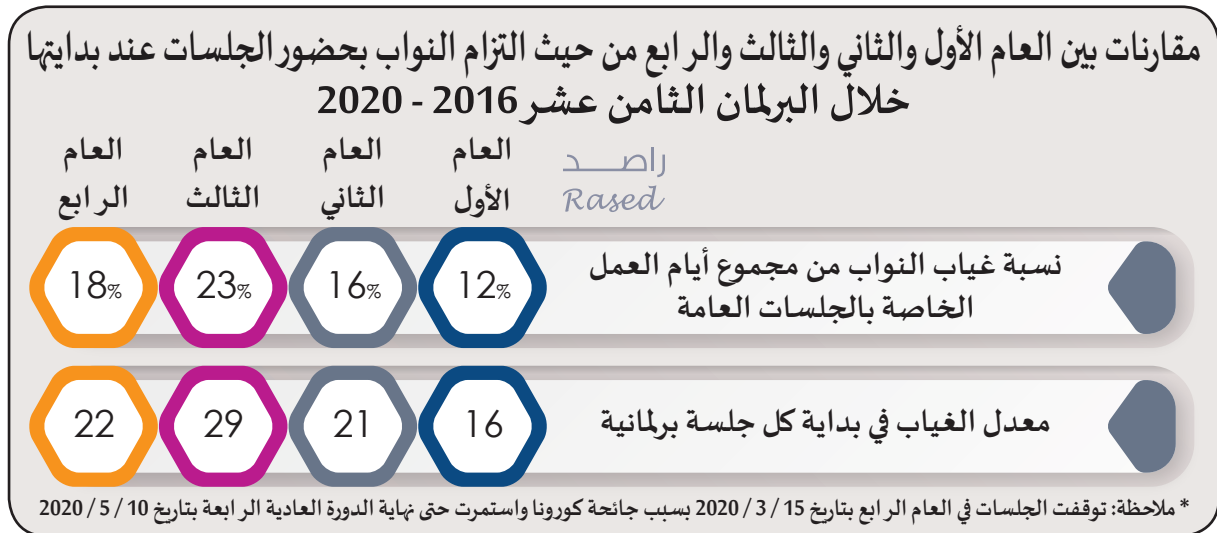 مقارنات بين العام الأول والثاني والثالث والرابع من حيث التزام النواب بحضور الجلسات عند بدايتها
خلال البرلمان الثامن عشر 2016 - 2020
راصد
Rased
العام الأول
العام الثاني
العام الثالث
العام الرابع
نسبة غياب النواب من مجموع أيام العمل
الخاصة بالجلسات العامة
12%
16%
23%
18%
معدل الغياب في بداية كل جلسة برلمانية
16
21
29
22
* ملاحظة: توقفت الجلسات في العام الرابع بتاريخ 15 / 3 / 2020 بسبب جائحة كورونا واستمرت حتى نهاية الدورة العادية الرابعة بتاريخ 10 / 5 / 2020